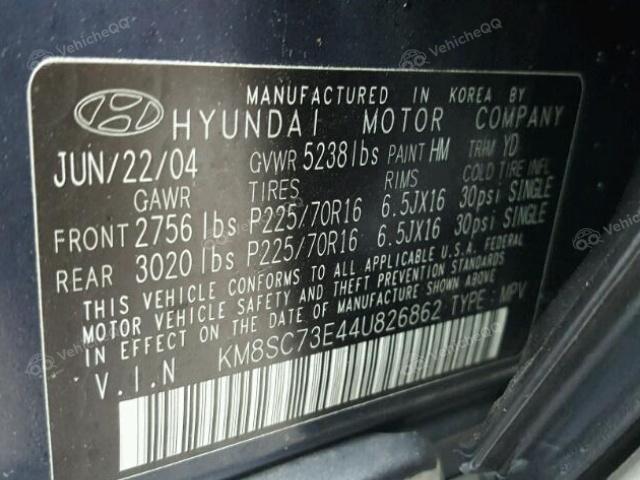 MANUFACTURED IN KOREA BY
HYUNDAI MOTOR COMPANY
JUN/22/04 GVWR 5238lbs PAINT HM TRIM YD
GAWR TIRES RIMS COLD TIRE INFL
FRONT 2756 lbs P225/70R16 6.5JX16 30psi SINGLE
REAR 3020 lbs P225/70R16 6.5JX16 30psi SINGLE
THIS VEHICLE CONFORMS TO ALL APPLICABLE U.S.A. FEDERAL
MOTOR VEHICLE SAFETY AND THEFT PREVENTION STANDARDS
IN EFFECT ON THE DATE OF MANUFACTURE SHOWN ABOVE.
V.I.N KM8SC73E44U826862 TYPE : MPV
VehicleQQ